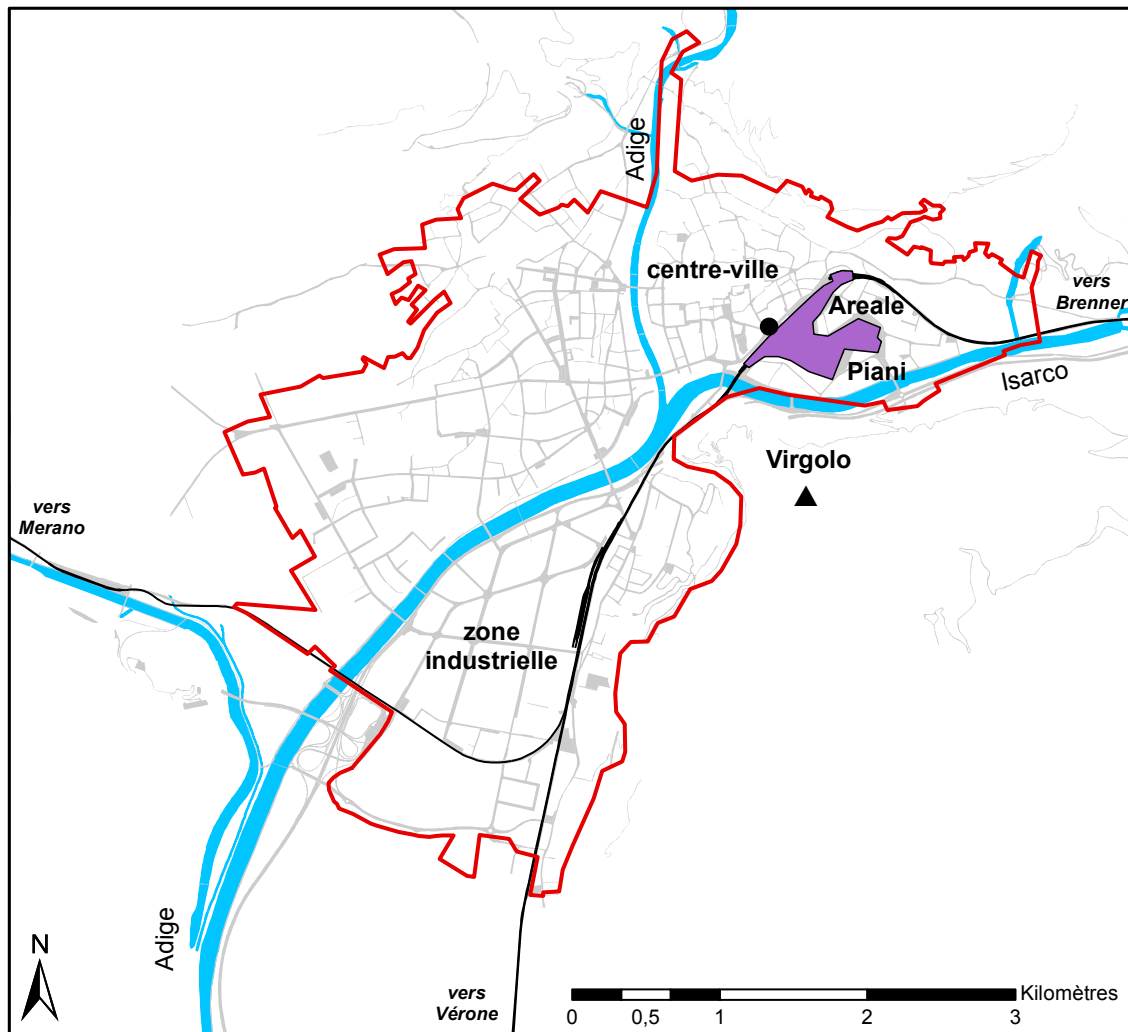 Adige
centre-ville
Areale
vers
Brenner
Piani
Isarco
Virgolo
vers
Merano
zone
industrielle
Adige
N
vers
Vérone
Kilomètres
0 0,5 1 2 3